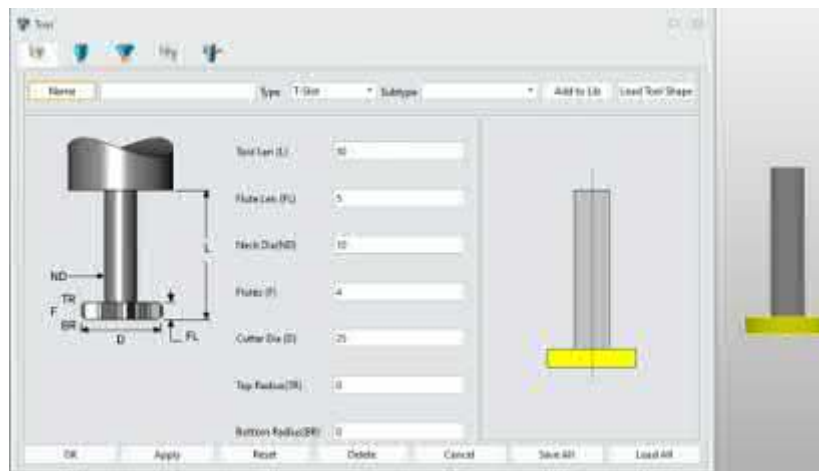 Tool
Name Type T-Slot Subtype Add to Lib Load Tool Shape
Tool Len (L)
Flute Len (FL) 5
L
Neck Dia(ND) 10
ND
TR
Flutes (F) 4
F
BR
FL
D
Cutter Dia (D) 25
Top Radius(TR) 0
Bottom Radius(BR) 0
OK Apply Reset Delete Cancel Save All Load All